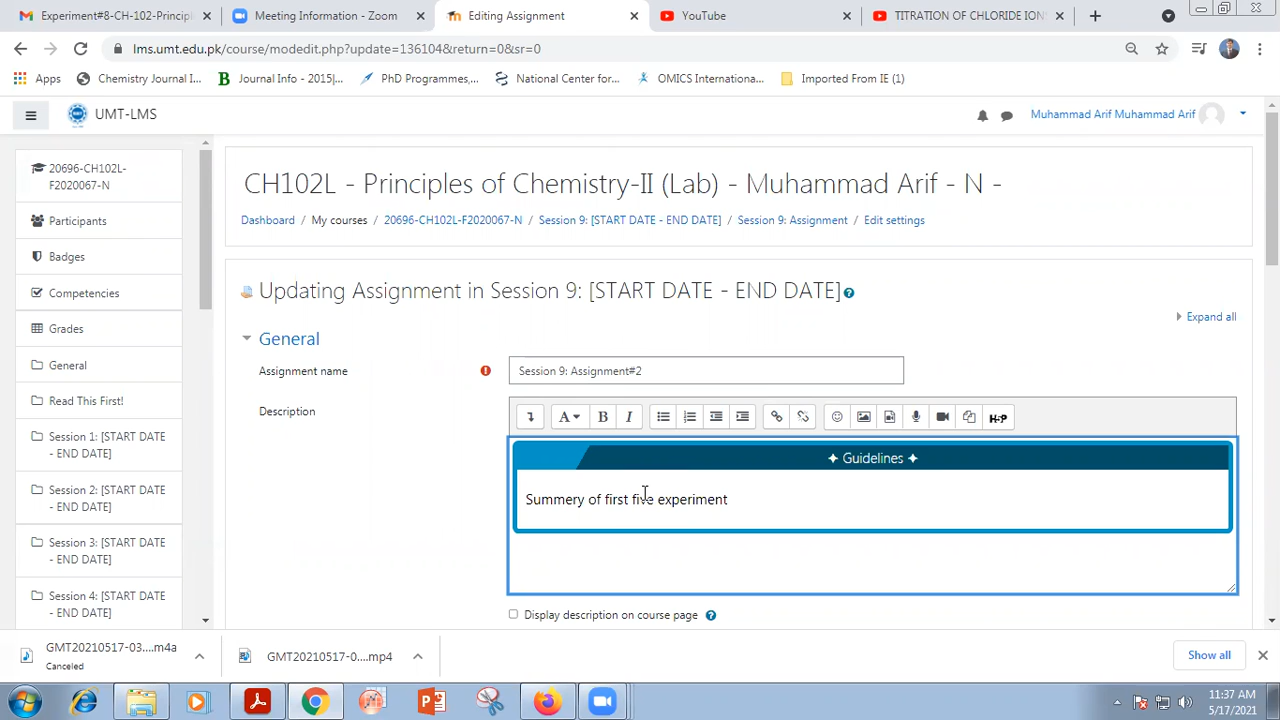 Experiment#8-CH-102-Princip
Meeting Information - Zoom
Editing Assignment
YouTube
TITRATION OF CHLORIDE ION
lms.umt.edu.pk/course/modedit.php?update=136104&return=0&sr=0
Apps
Chemistry Journal I...
Journal Info - 2015|...
PhD Programmes,...
National Center for...
OMICS Internationa...
Imported From IE (1)
UMT-LMS
Muhammad Arif Muhammad Arif
20696-CH102L-
F2020067-N
Participants
Badges
Competencies
Grades
General
Read This First!
Session 1: [START DATE
- END DATE]
Session 2: [START DATE
- END DATE]
Session 3: [START DATE
- END DATE]
Session 4: [START DATE
- END DATE]
CH102L - Principles of Chemistry-II (Lab) - Muhammad Arif - N -
Dashboard / My courses / 20696-CH102L-F2020067-N / Session 9: [START DATE - END DATE] / Session 9: Assignment / Edit settings
Updating Assignment in Session 9: [START DATE - END DATE]
Expand all
General
Assignment name
Session 9: Assignment#2
Description
H-P
✦ Guidelines ✦
Summery of first five experiment
Display description on course page
GMT20210517-03....m4a
Canceled
GMT20210517-0....mp4
Show all
11:37 AM
5/17/2021